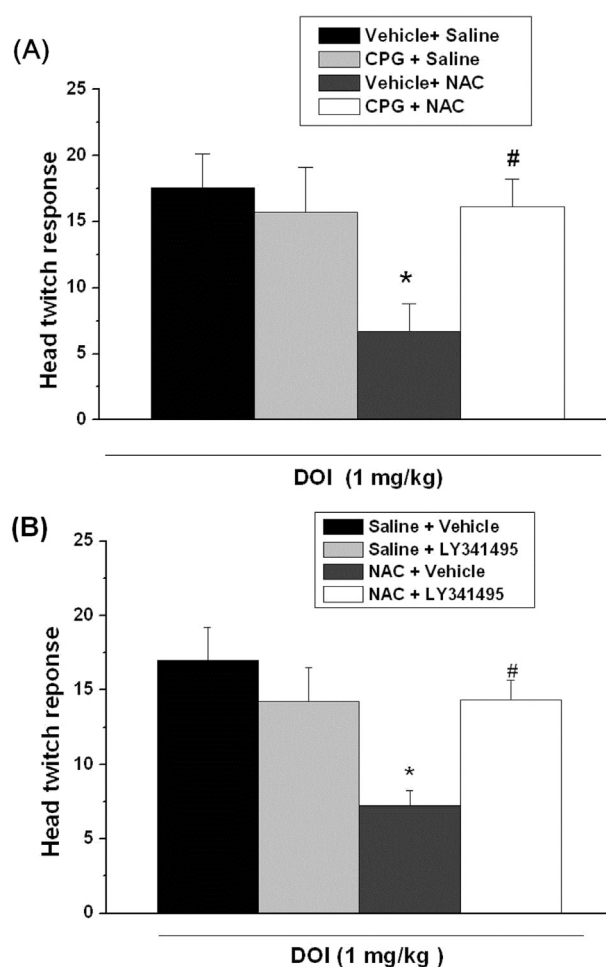 (A)
Vehicle+ Saline
CPG + Saline
Vehicle+ NAC
CPG + NAC
25
20
15
10
5
0
Head twitch response
#
*
DOI (1 mg/kg)
(B)
Saline + Vehicle
Saline + LY341495
NAC + Vehicle
NAC + LY341495
25
20
15
10
5
0
Head twitch reponse
#
*
DOI (1 mg/kg )